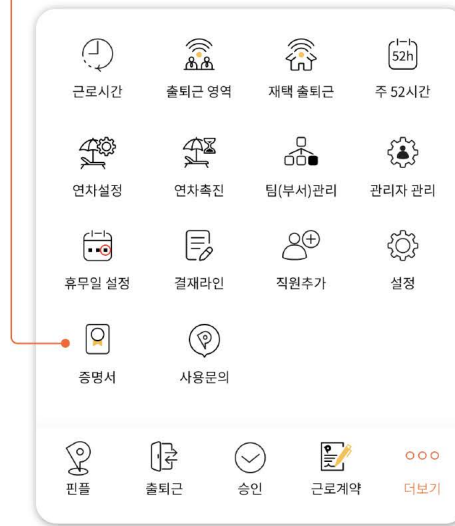 52h
근로시간 출퇴근 영역 재택 출퇴근 주 52시간
연차설정 연차촉진 팀(부서)관리 관리자 관리
휴무일 설정 결재라인 직원추가 설정
증명서 사용문의
핀플 출퇴근 승인 근로계약 더보기